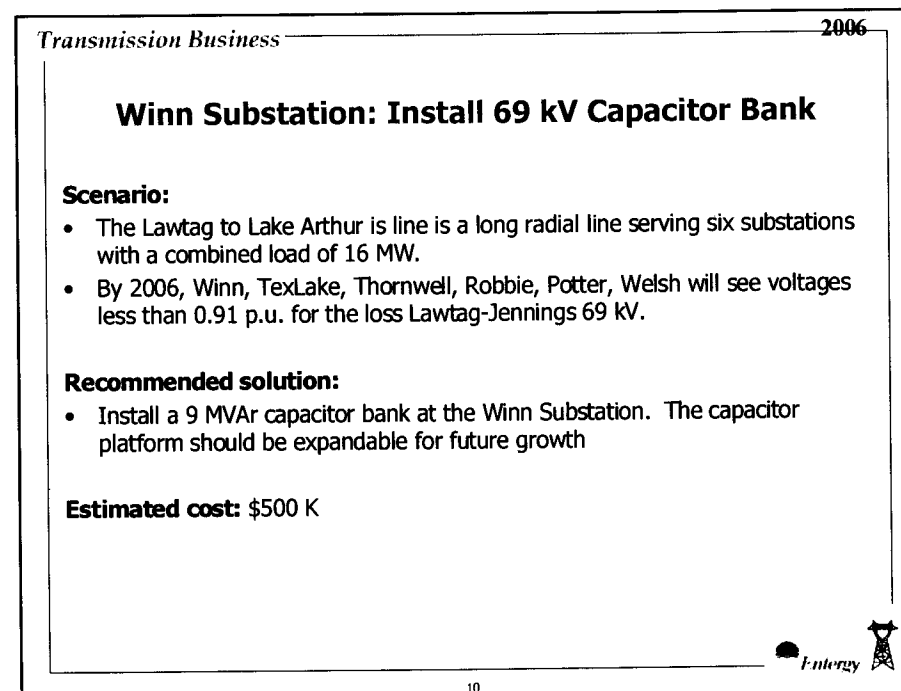 Transmission Business
2006
Winn Substation: Install 69 kV Capacitor Bank
Scenario:
• The Lawtag to Lake Arthur is line is a long radial line serving six substations
with a combined load of 16 MW.
• By 2006, Winn, TexLake, Thornwell, Robbie, Potter, Welsh will see voltages
less than 0.91 p.u. for the loss Lawtag-Jennings 69 kV.
Recommended solution:
• Install a 9 MVAr capacitor bank at the Winn Substation. The capacitor
platform should be expandable for future growth
Estimated cost: $500 K
Entergy
10